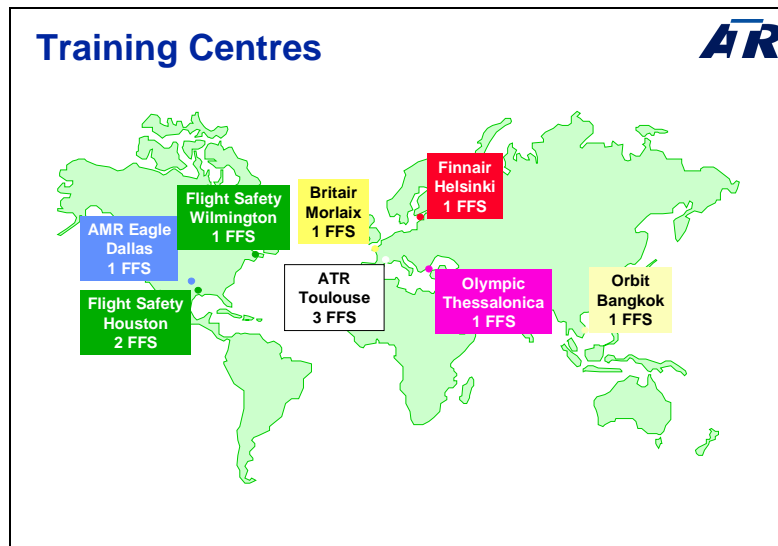 Training Centres
ATR
Finnair
Helsinki
1 FFS
Flight Safety
Wilmington
1 FFS
Britair
Morlaix
1 FFS
AMR Eagle
Dallas
1 FFS
ATR
Toulouse
3 FFS
Olympic
Thessalonica
1 FFS
Orbit
Bangkok
1 FFS
Flight Safety
Houston
2 FFS